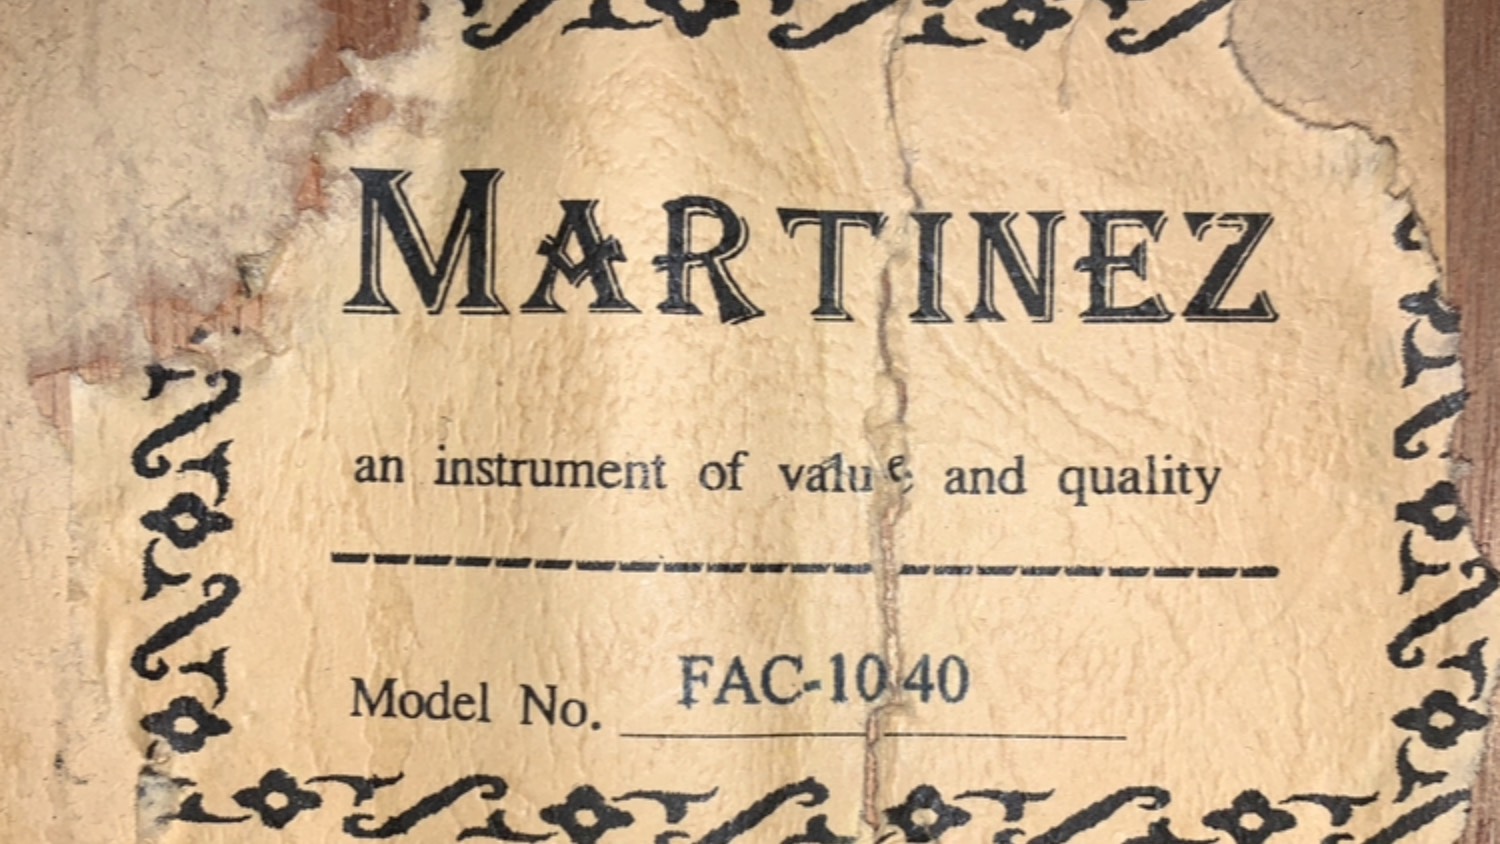 MARTINEZ
an instrument of value and quality
Model No. FAC-1040